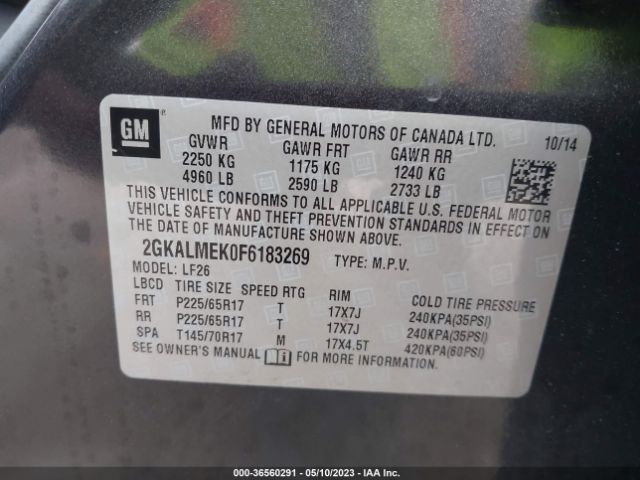 GM
MFD BY GENERAL MOTORS OF CANADA LTD. 10/14
GVWR GAWR FRT GAWR RR
2250 KG 1175 KG 1240 KG
4960 LB 2590 LB 2733 LB
THIS VEHICLE CONFORMS TO ALL APPLICABLE U.S. FEDERAL MOTOR
VEHICLE SAFETY AND THEFT PREVENTION STANDARDS IN EFFECT ON
THE DATE OF MANUFACTURE SHOWN ABOVE.
2GKALMEK0F6183269 TYPE: M.P.V.
MODEL: LF26
LBCD TIRE SIZE SPEED RTG RIM COLD TIRE PRESSURE
FRT P225/65R17 T 17X7J 240KPA(35PSI)
RR P225/65R17 T 17X7J 240KPA(35PSI)
SPA T145/70R17 M 17X4.5T 420KPA(60PSI)
SEE OWNER'S MANUAL FOR MORE INFORMATION.
000-36560291 - 05/10/2023 - IAA Inc.